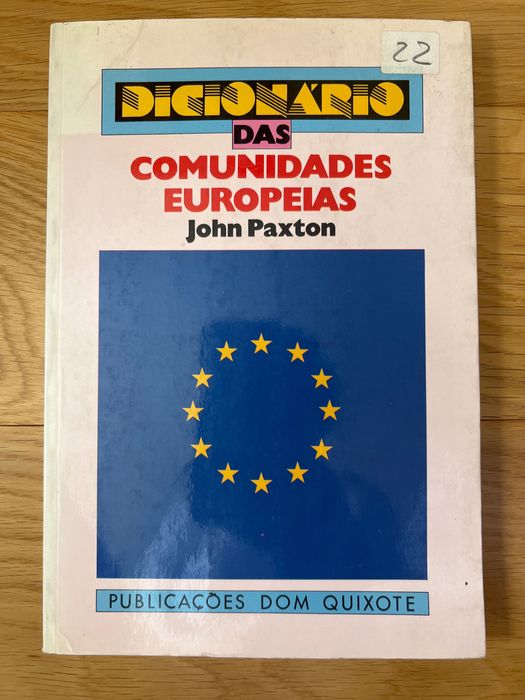 22
DICIONÁRIO
DAS
COMUNIDADES
EUROPEIAS
John Paxton
PUBLICAÇÕES DOM QUIXOTE